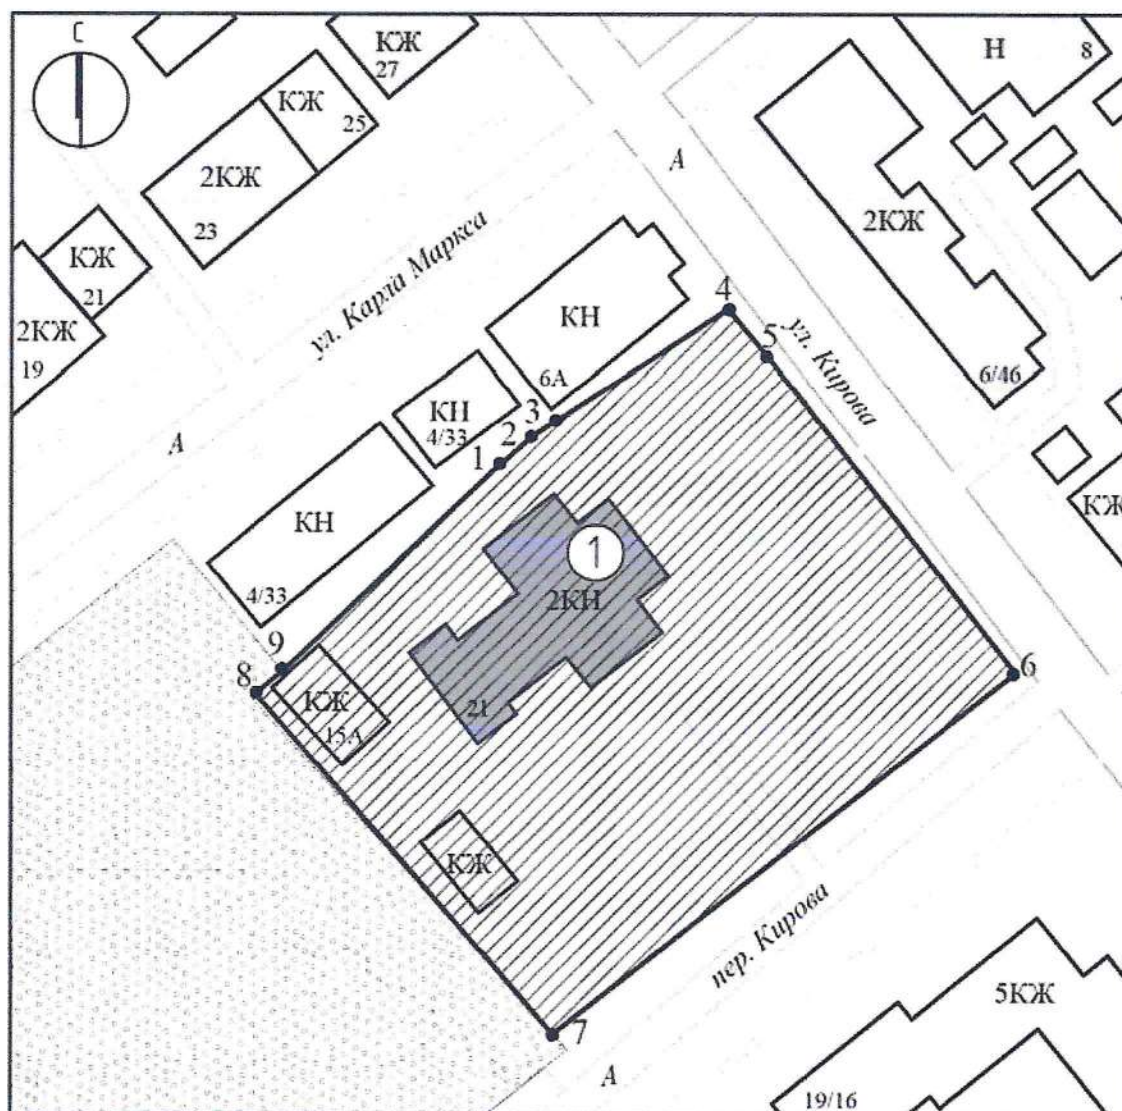 С
КЖ
27
КЖ
25
2КЖ
23
Н
8
А
2КЖ
6/46
КЖ
21
2КЖ
19
ул. Карла Маркса
КН
6А
4
5
ул. Кирова
КН
4/33
3
2
1
А
КН
4/33
КЖ
1
2КН
21
9
8
КЖ
15А
6
КЖ
пер. Кирова
7
5КЖ
А
19/16